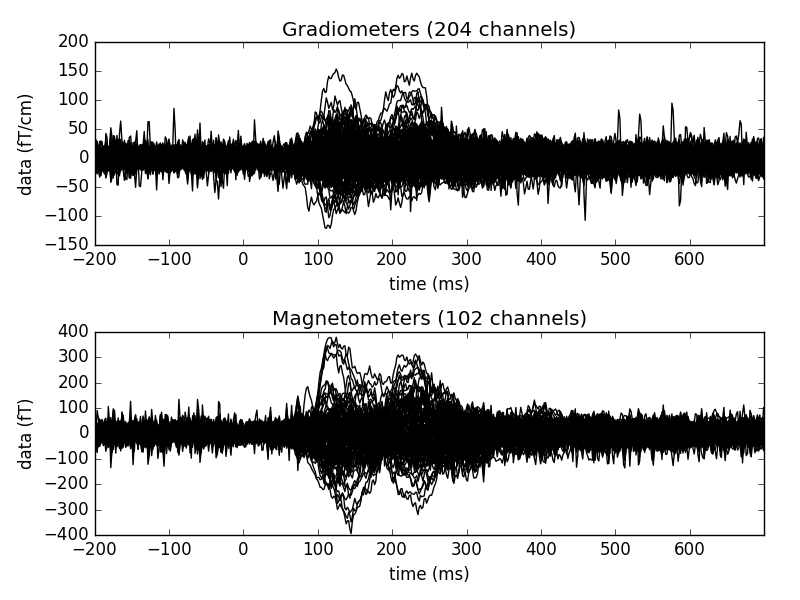 Gradiometers (204 channels)
200
150
100
50
0
−50
−100
−150
data (fT/cm)
−200 −100 0 100 200 300 400 500 600
time (ms)
Magnetometers (102 channels)
400
300
200
100
0
−100
−200
−300
−400
data (fT)
−200 −100 0 100 200 300 400 500 600
time (ms)